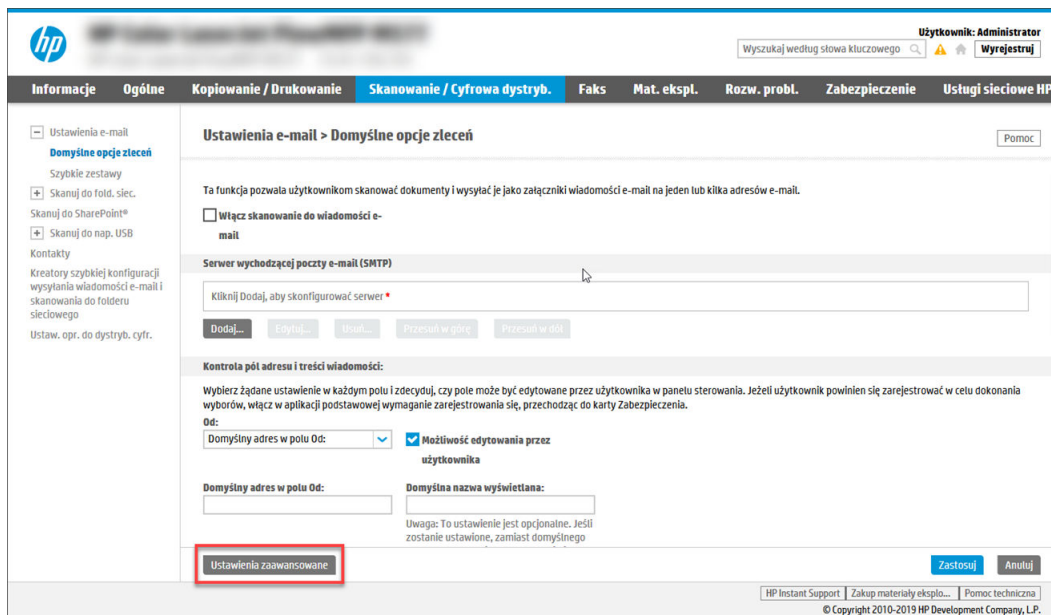 hp
Użytkownik: Administrator
Wyszukaj według słowa kluczowego
Wyrejestruj
Informacje Ogólne Kopiowanie / Drukowanie Skanowanie / Cyfrowa dystryb. Faks Mat. ekspl. Rozw. probl. Zabezpieczenie Usługi sieciowe HP
Ustawienia e-mail
Domyślne opcje zleceń
Szybkie zestawy
Skanuj do fold. siec.
Skanuj do SharePoint®
Skanuj do nap. USB
Kontakty
Kreatory szybkiej konfiguracji
wysyłania wiadomości e-mail i
skanowania do folderu
sieciowego
Ustaw. opr. do dystryb. cyfr.
Ustawienia e-mail > Domyślne opcje zleceń
Pomoc
Ta funkcja pozwala użytkownikom skanować dokumenty i wysyłać je jako załączniki wiadomości e-mail na jeden lub kilka adresów e-mail.
Włącz skanowanie do wiadomości e-
mail
Serwer wychodzącej poczty e-mail (SMTP)
Kliknij Dodaj, aby skonfigurować serwer *
Dodaj... Edytuj... Usuń... Przesuń w górę Przesuń w dół
Kontrola pól adresu i treści wiadomości:
Wybierz żądane ustawienie w każdym polu i zdecyduj, czy pole może być edytowane przez użytkownika w panelu sterowania. Jeżeli użytkownik powinien się zarejestrować w celu dokonania
wyborów, włącz w aplikacji podstawowej wymaganie zarejestrowania się, przechodząc do karty Zabezpieczenia.
Od:
Domyślny adres w polu Od:
Możliwość edytowania przez
użytkownika
Domyślny adres w polu Od: Domyślna nazwa wyświetlana:
Uwaga: To ustawienie jest opcjonalne. Jeśli
zostanie ustawione, zamiast domyślnego
Ustawienia zaawansowane
Zastosuj Anuluj
HP Instant Support Zakup materiały eksplo... Pomoc techniczna
© Copyright 2010-2019 HP Development Company, L.P.